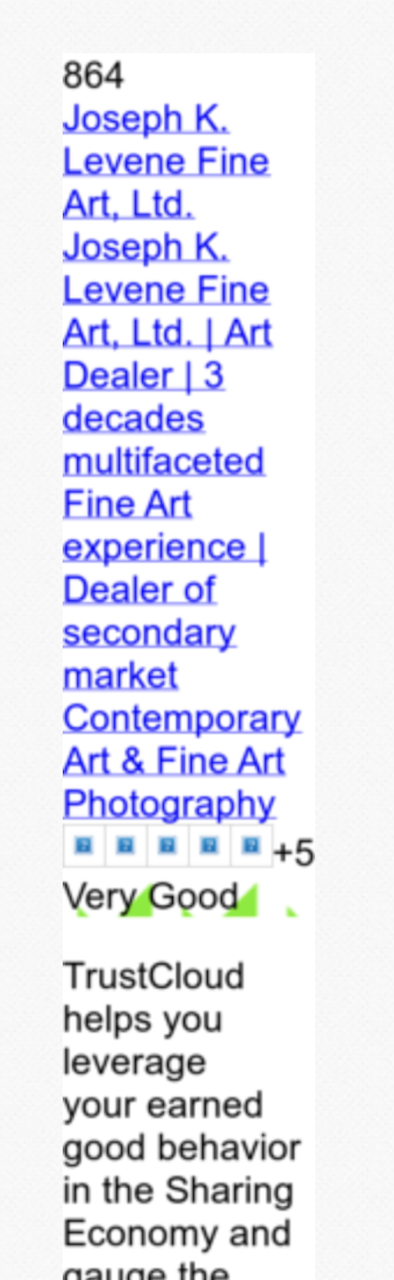 864
Joseph K.
Levene Fine
Art, Ltd.
Joseph K.
Levene Fine
Art, Ltd. | Art
Dealer | 3
decades
multifaceted
Fine Art
experience |
Dealer of
secondary
market
Contemporary
Art & Fine Art
Photography
+5
Very Good
TrustCloud
helps you
leverage
your earned
good behavior
in the Sharing
Economy and
gauge the